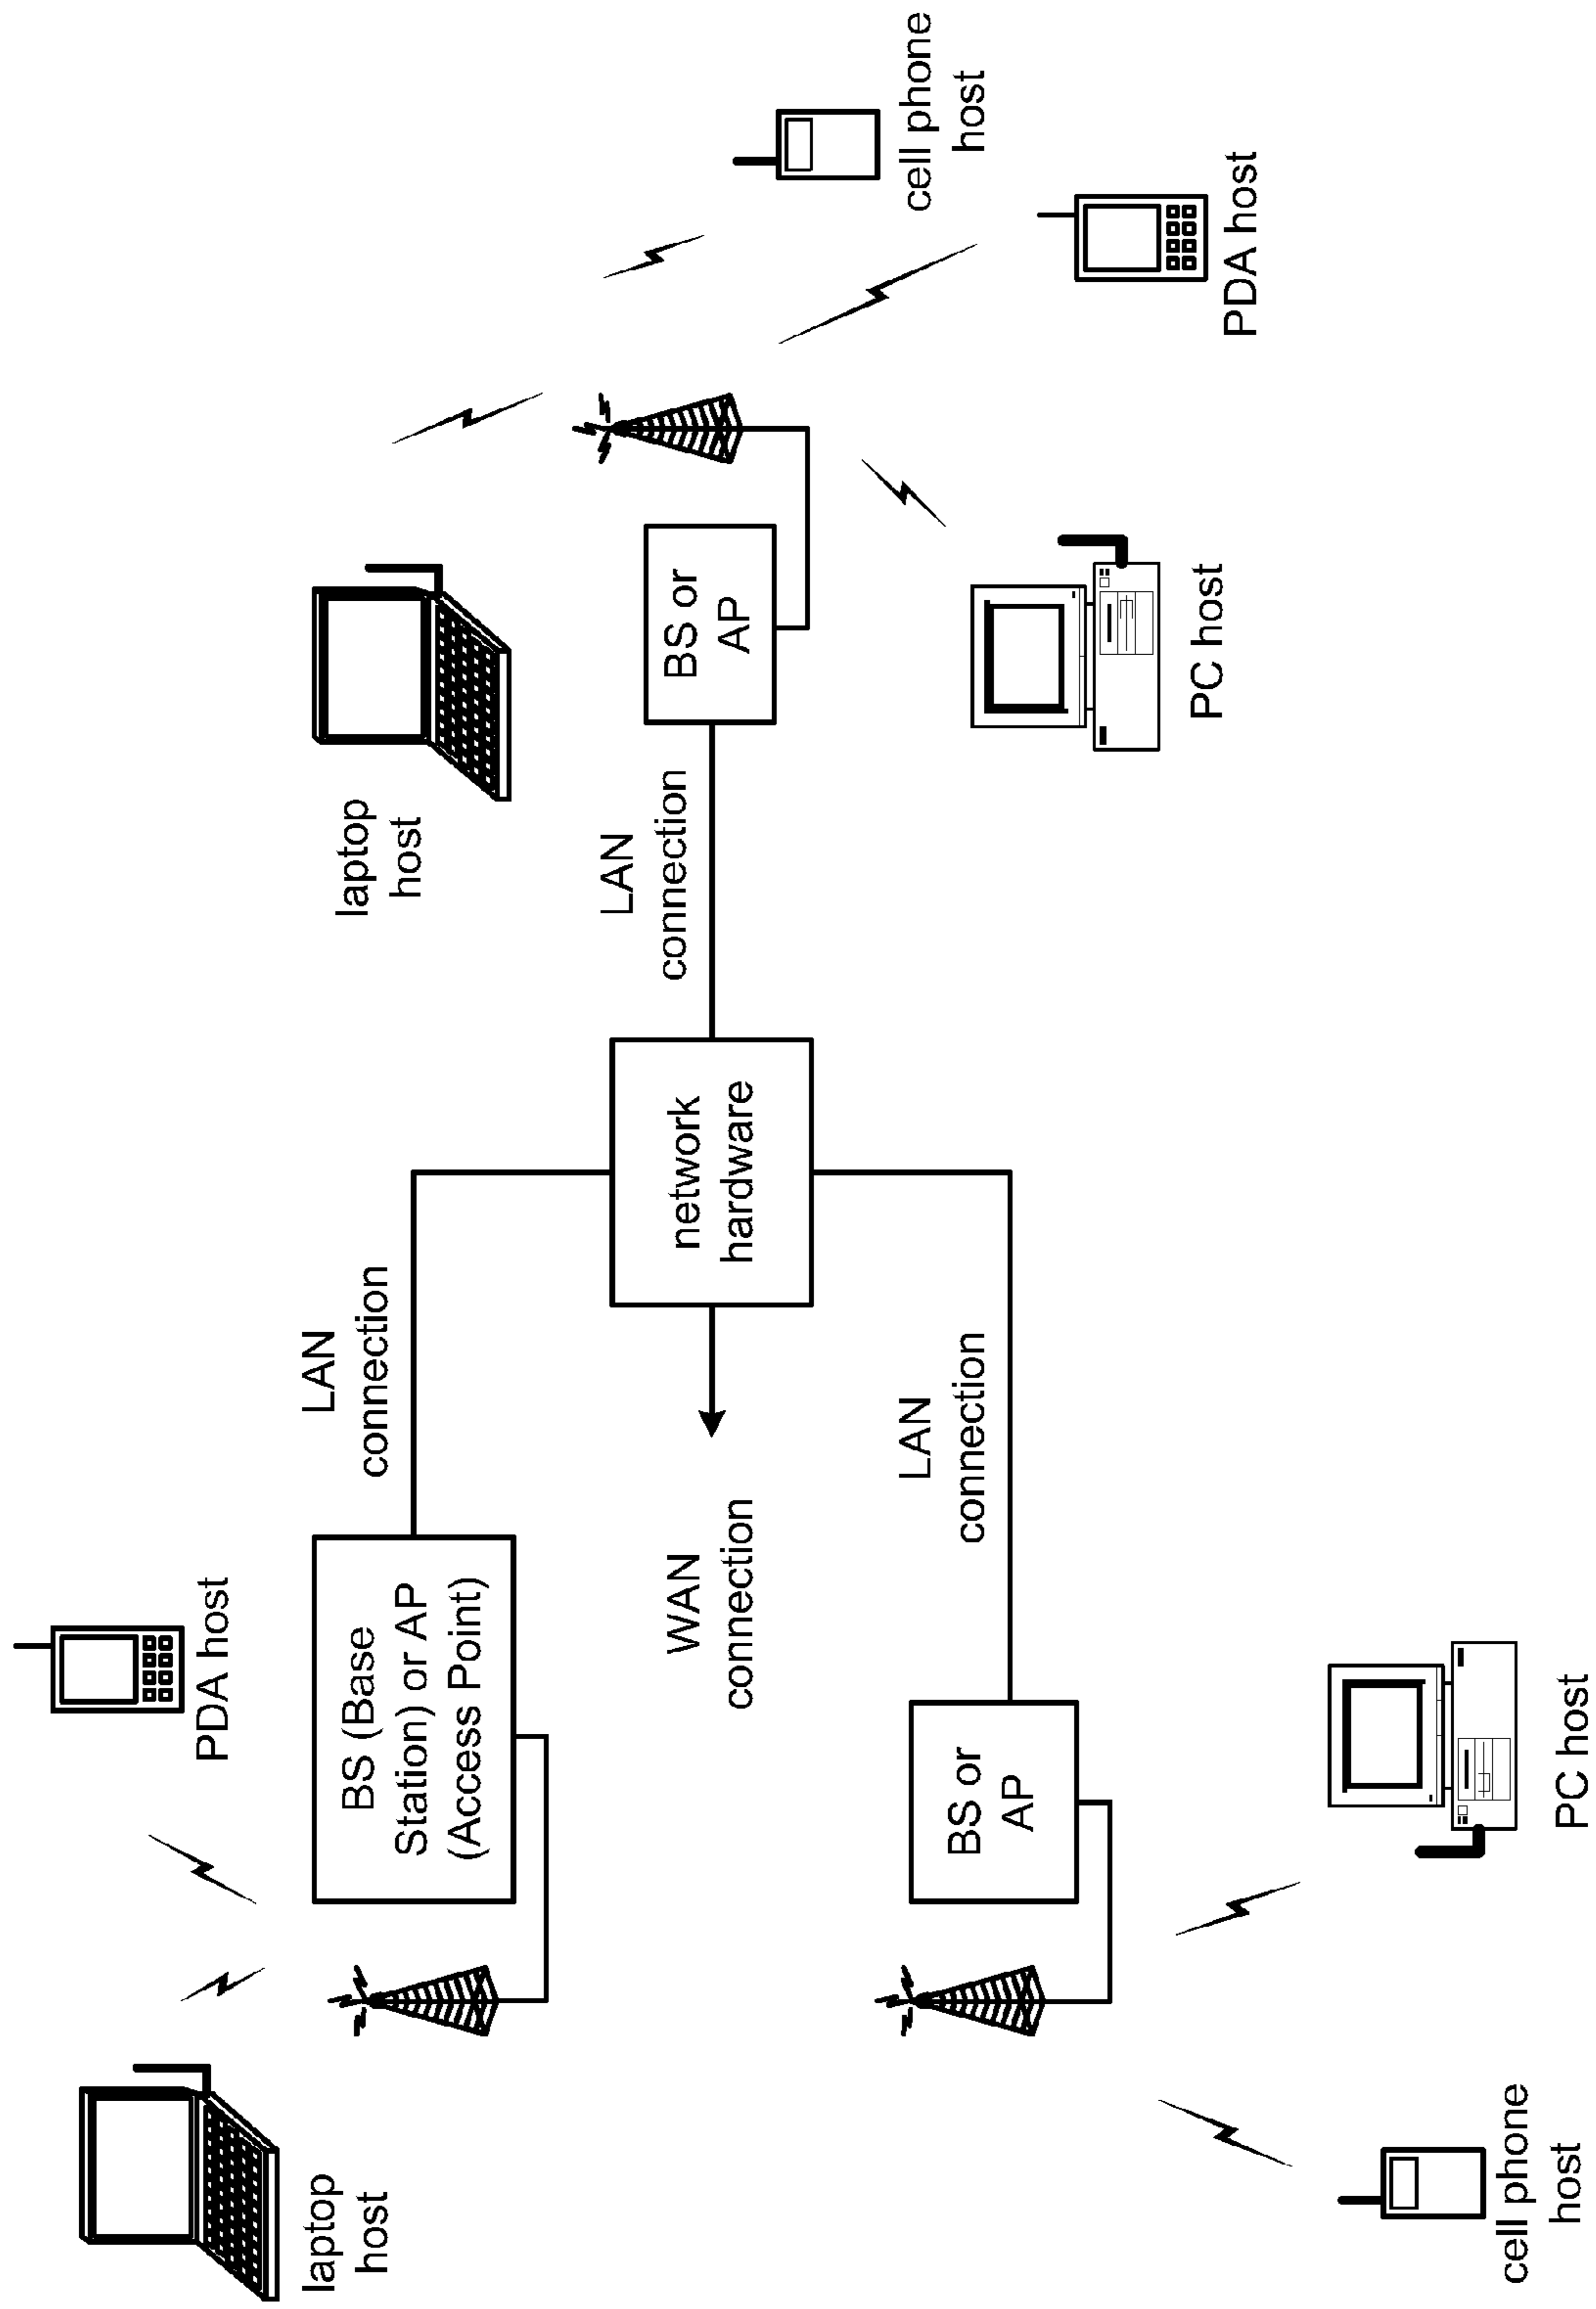 PDA host
laptop
host
BS (Base
Station) or AP
(Access Point)
LAN
connection
laptop
host
LAN
connection
BS or
AP
network
hardware
WAN
connection
cell phone
host
LAN
connection
BS or
AP
PC host
PDA host
cell phone
host
PC host